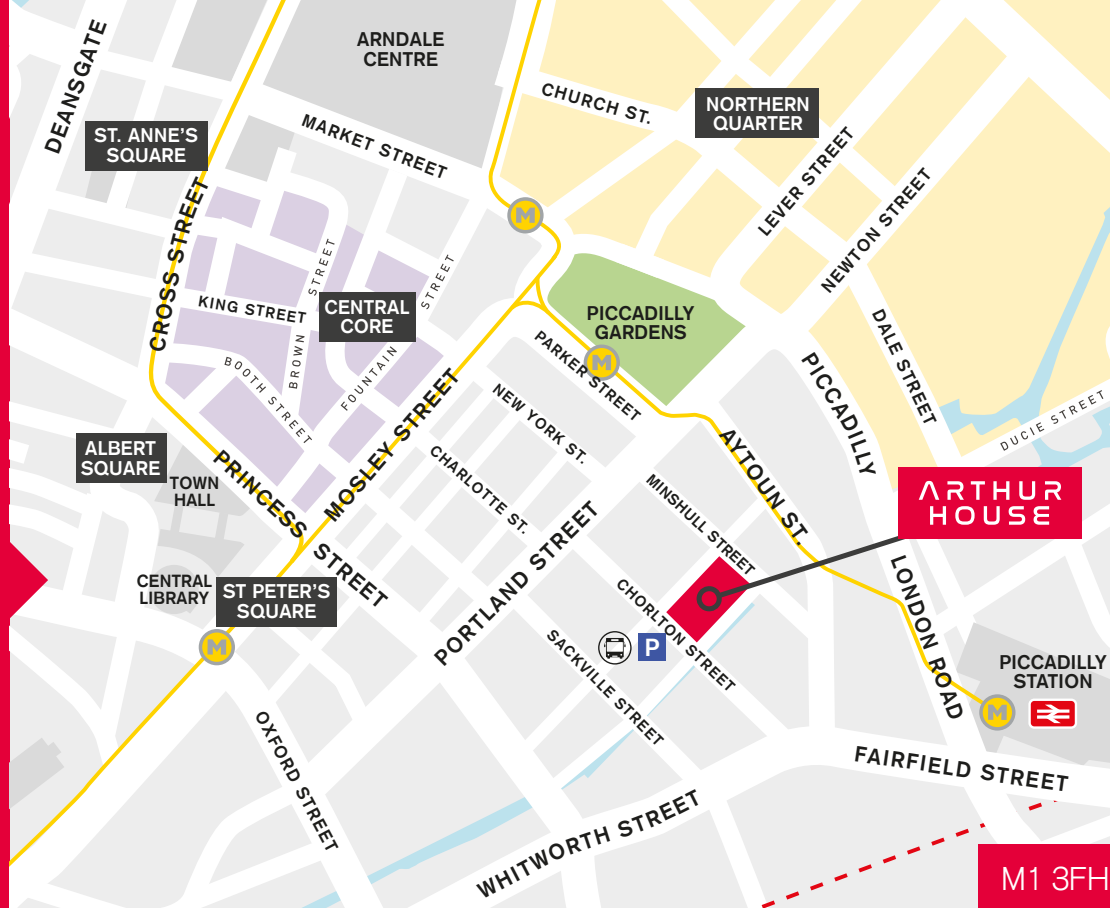 DEANSGATE
ARNDALE
CENTRE
CHURCH ST.
NORTHERN
QUARTER
ST. ANNE'S
SQUARE
MARKET STREET
LEVER STREET
NEWTON STREET
M
CROSS STREET
KING STREET
BROWN STREET
CENTRAL
CORE
FOUNTAIN STREET
BOOTH STREET
PICCADILLY
GARDENS
M
PARKER STREET
DALE STREET
PICCADILLY
DUCIE STREET
NEW YORK ST.
MOSLEY STREET
ALBERT
SQUARE
TOWN
HALL
PRINCESS STREET
CHARLOTTE ST.
AYTOUN ST.
MINSHULL STREET
ARTHUR
HOUSE
PORTLAND STREET
CENTRAL
LIBRARY
ST PETER'S
SQUARE
M
CHORLTON STREET
P
SACKVILLE STREET
LONDON ROAD
PICCADILLY
STATION
M
OXFORD STREET
FAIRFIELD STREET
WHITWORTH STREET
M1 3FH